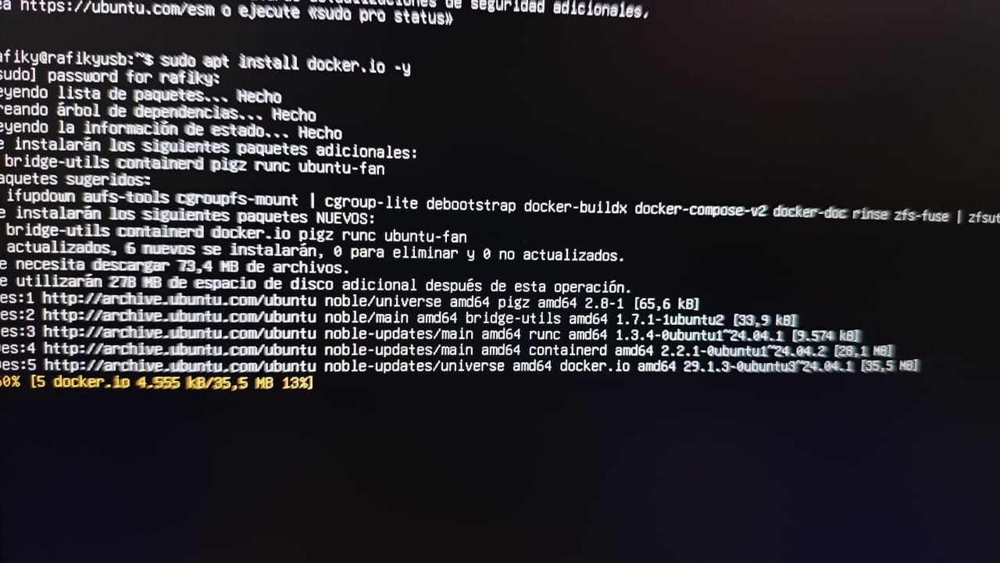 a https://ubuntu.com/esm o ejecute «sudo pro status»
de seguridad adicionales,
afiky@rafikyusb:~$ sudo apt install docker.io -y
sudo] password for rafiky:
eyendo lista de paquetes... Hecho
reando árbol de dependencias... Hecho
eyendo la información de estado... Hecho
e instalarán los siguientes paquetes adicionales:
bridge-utils containerd pigz runc ubuntu-fan
aquetes sugeridos:
ifupdown aufs-tools cgroupfs-mount | cgroup-lite debootstrap docker-buildx docker-compose-v2 docker-doc rinse zfs-fuse | zfsut
e instalarán los siguientes paquetes NUEVOS:
bridge-utils containerd docker.io pigz runc ubuntu-fan
actualizados, 6 nuevos se instalarán, 0 para eliminar y 0 no actualizados.
e necesita descargar 73,4 MB de archivos.
e utilizarán 278 MB de espacio de disco adicional después de esta operación.
es:1 http://archive.ubuntu.com/ubuntu noble/universe amd64 pigz amd64 2.8-1 [65,6 kB]
es:2 http://archive.ubuntu.com/ubuntu noble/main amd64 bridge-utils amd64 1.7.1-1ubuntu2 [33,9 kB]
es:3 http://archive.ubuntu.com/ubuntu noble-updates/main amd64 runc amd64 1.3.4-0ubuntu1~24.04.1 [9.574 kB]
es:4 http://archive.ubuntu.com/ubuntu noble-updates/main amd64 containerd amd64 2.2.1-0ubuntu1~24.04.2 [28,1 MB]
es:5 http://archive.ubuntu.com/ubuntu noble-updates/universe amd64 docker.io amd64 29.1.3-0ubuntu3~24.04.1 [35,5 MB]
60% [5 docker.io 4.555 kB/35,5 MB 13%]